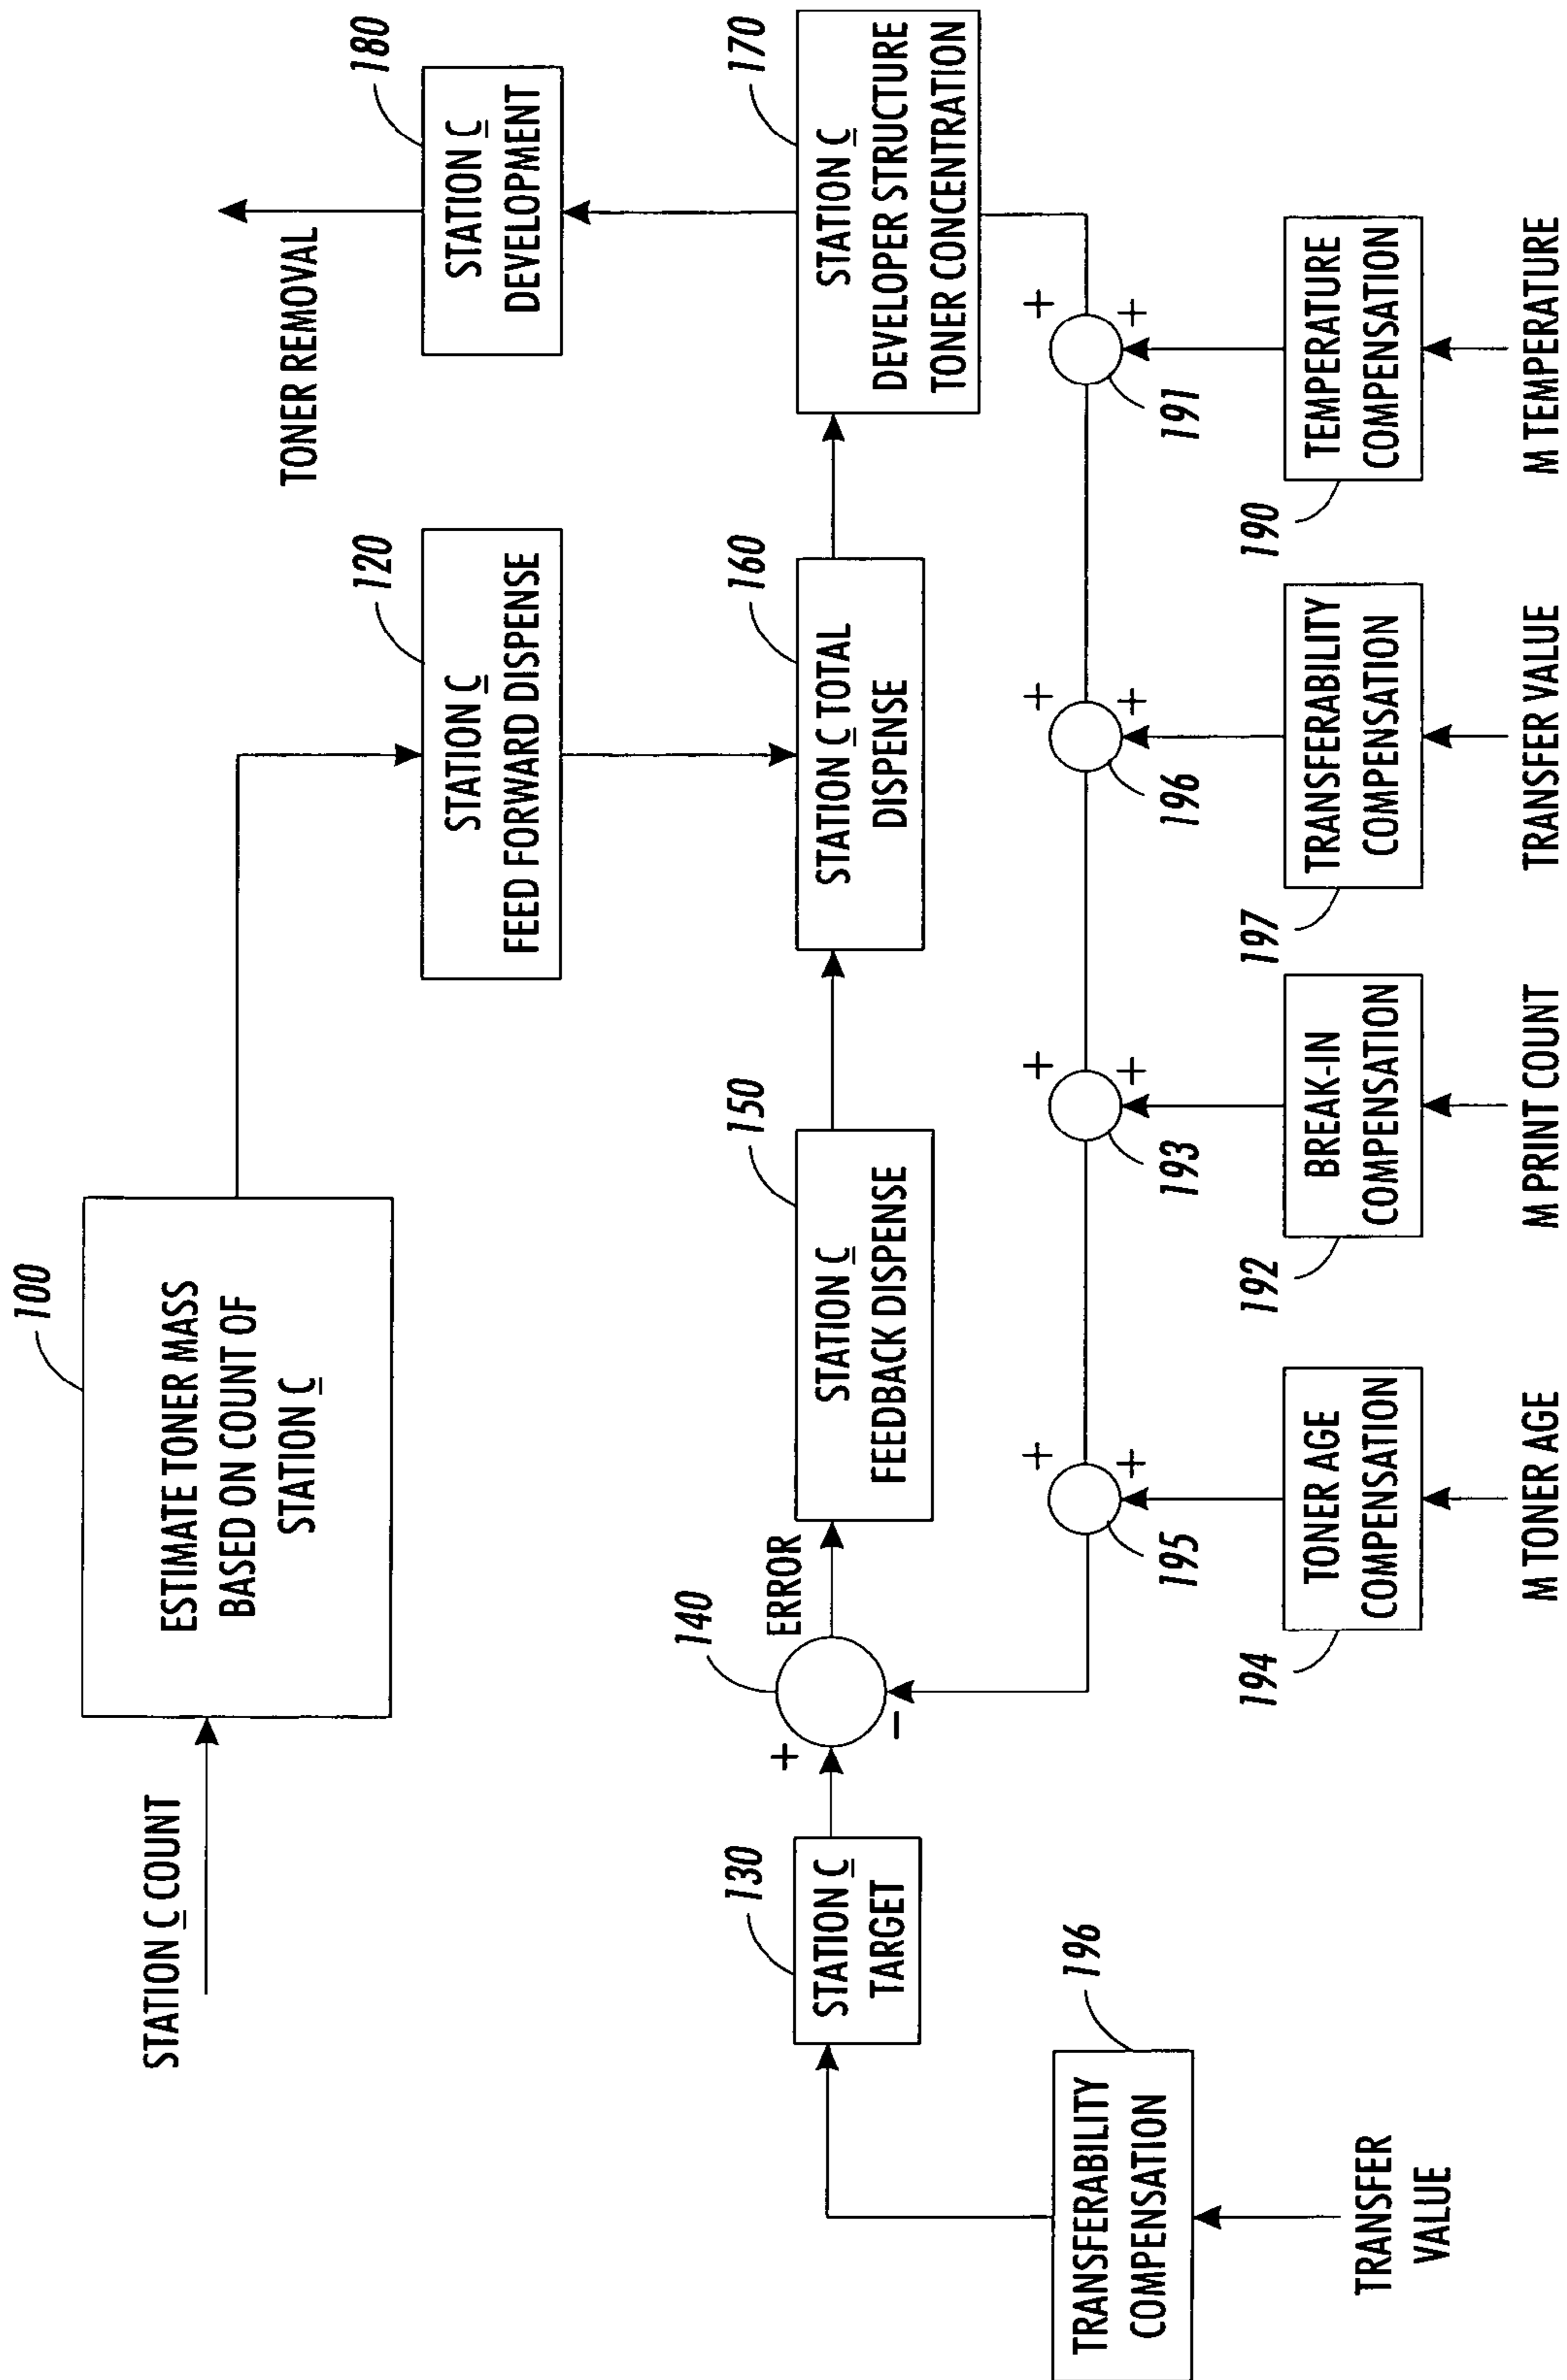 STATION C COUNT
100
ESTIMATE TONER MASS
BASED ON COUNT OF
STATION C
TONER REMOVAL
120
STATION C
FEED FORWARD DISPENSE
180
STATION C
DEVELOPMENT
130
STATION C
TARGET
140
+
-
ERROR
150
STATION C
FEEDBACK DISPENSE
160
STATION C TOTAL
DISPENSE
170
STATION C
DEVELOPER STRUCTURE
TONER CONCENTRATION
196
TRANSFERABILITY
COMPENSATION
TRANSFER
VALUE
+
+
195
+
+
193
+
+
196
+
+
191
194
TONER AGE
COMPENSATION
M TONER AGE
192
BREAK-IN
COMPENSATION
M PRINT COUNT
197
TRANSFERABILITY
COMPENSATION
TRANSFER VALUE
190
TEMPERATURE
COMPENSATION
M TEMPERATURE